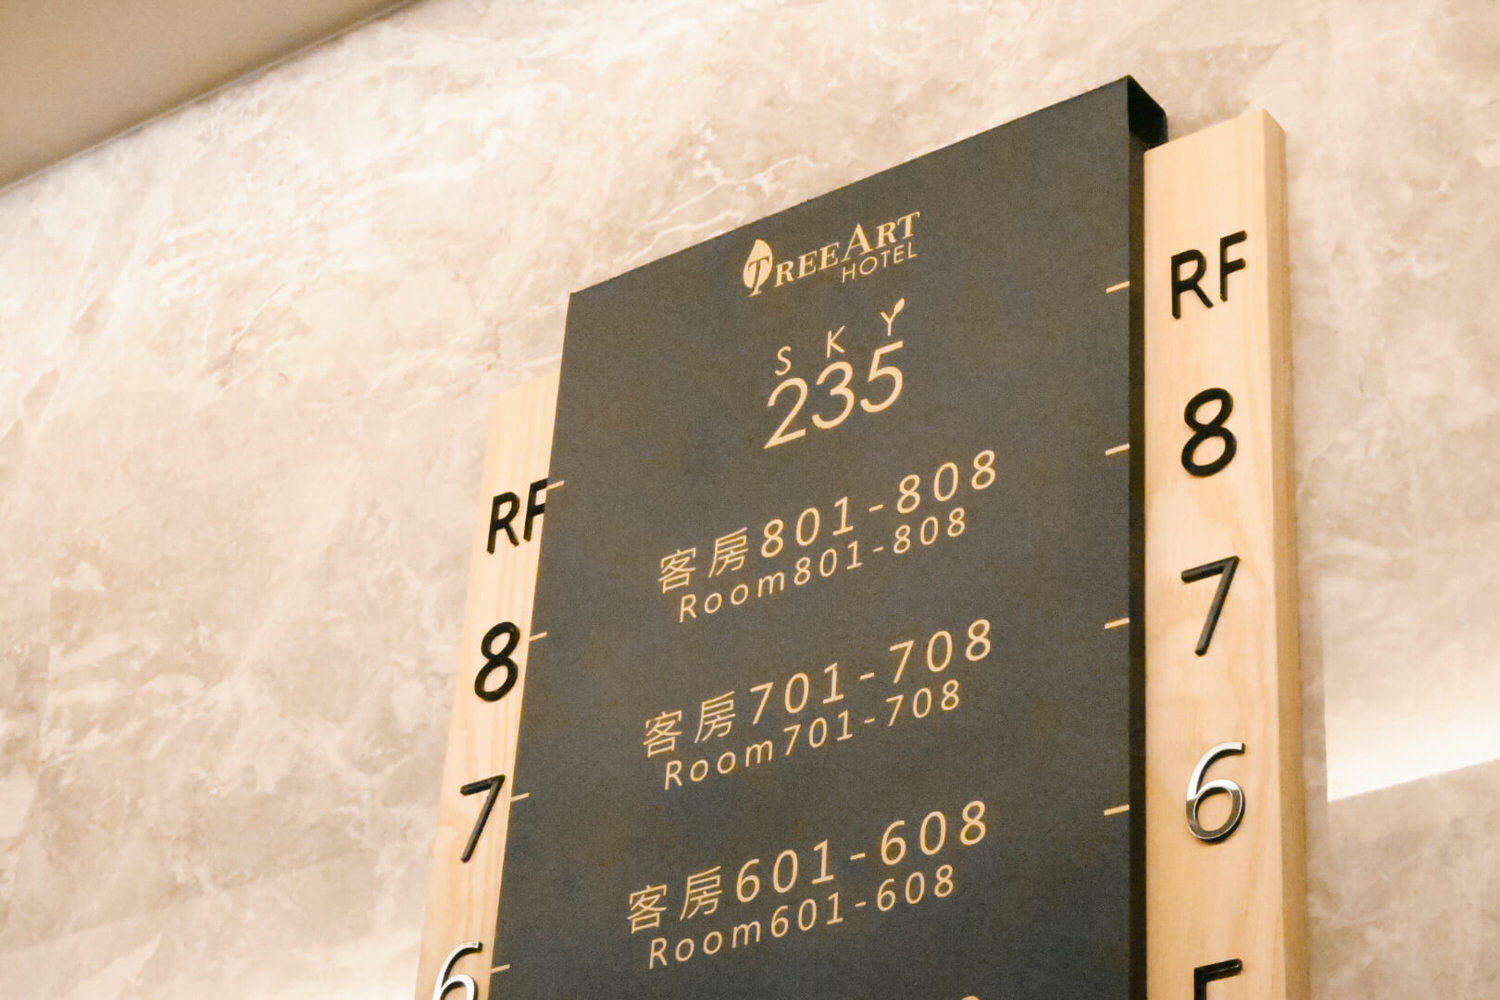 TREEART
HOTEL
SKY
235
RF
RF
客房801-808
Room801-808
8
8
客房701-708
Room701-708
7
7
客房601-608
Room601-608
6
6